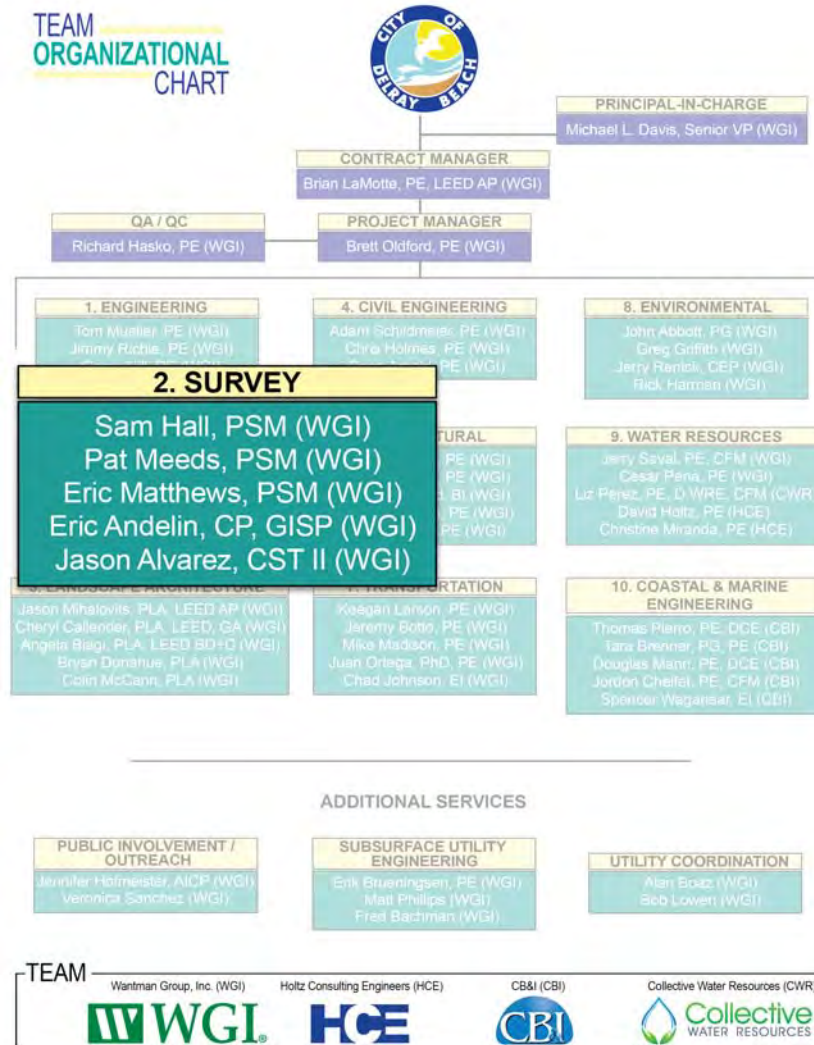 TEAM
ORGANIZATIONAL
CHART
CITY OF
DELRAY BEACH
PRINCIPAL-IN-CHARGE
Michael L. Davis, Senior VP (WGI)
CONTRACT MANAGER
Brian LaMotte, PE, LEED AP (WGI)
QA / QC
Richard Hasko, PE (WGI)
PROJECT MANAGER
Brett Oldford, PE (WGI)
1. ENGINEERING
Tom Mueller, PE (WGI)
Jimmy Richie, PE (WGI)
4. CIVIL ENGINEERING
Adam Schildmeier, PE (WGI)
Chris Holmes, PE (WGI)
PE (WGI)
8. ENVIRONMENTAL
John Abbott, PG (WGI)
Greg Griffith (WGI)
Jerry Renick, CEP (WGI)
Rick Harman (WGI)
2. SURVEY
Sam Hall, PSM (WGI)
Pat Meeds, PSM (WGI)
Eric Matthews, PSM (WGI)
Eric Andelin, CP, GISP (WGI)
Jason Alvarez, CST II (WGI)
TURAL
PE (WGI)
PE (WGI)
BI (WGI)
PE (WGI)
PE (WGI)
9. WATER RESOURCES
Jerry Seval, PE, CFM (WGI)
Cesar Pena, PE (WGI)
Liz Perez, PE, D.WRE, CFM (CWR)
David Holtz, PE (HCE)
Christine Miranda, PE (HCE)
3. LANDSCAPE ARCHITECTURE
Jason Mihalovits, PLA, LEED AP (WGI)
Cheryl Callender, PLA, LEED, GA (WGI)
Angela Biagi, PLA, LEED BD+C (WGI)
Bryan Donahue, PLA (WGI)
Colin McCann, PLA (WGI)
TRANSPORTATION
Keegan Larson, PE (WGI)
Jeremy Botto, PE (WGI)
Mike Madison, PE (WGI)
Juan Ortega, PhD, PE (WGI)
Chad Johnson, EI (WGI)
10. COASTAL & MARINE
ENGINEERING
Thomas Pierro, PE, DCE (CBI)
Tara Brenner, PG, PE (CBI)
Douglas Mann, PE, DCE (CBI)
Jordon Cheifet, PE, CFM (CBI)
Spencer Wagansar, EI (CBI)
ADDITIONAL SERVICES
PUBLIC INVOLVEMENT /
OUTREACH
Jennifer Hofmeister, AICP (WGI)
Veronica Sanchez (WGI)
SUBSURFACE UTILITY
ENGINEERING
Erik Brueningsen, PE (WGI)
Matt Phillips (WGI)
Fred Bachman (WGI)
UTILITY COORDINATION
Alan Boaz (WGI)
Bob Lowen (WGI)
TEAM
Wantman Group, Inc. (WGI)
WGI
Holtz Consulting Engineers (HCE)
HCE
CB&I (CBI)
CB&I
Collective Water Resources (CWR)
Collective
WATER RESOURCES